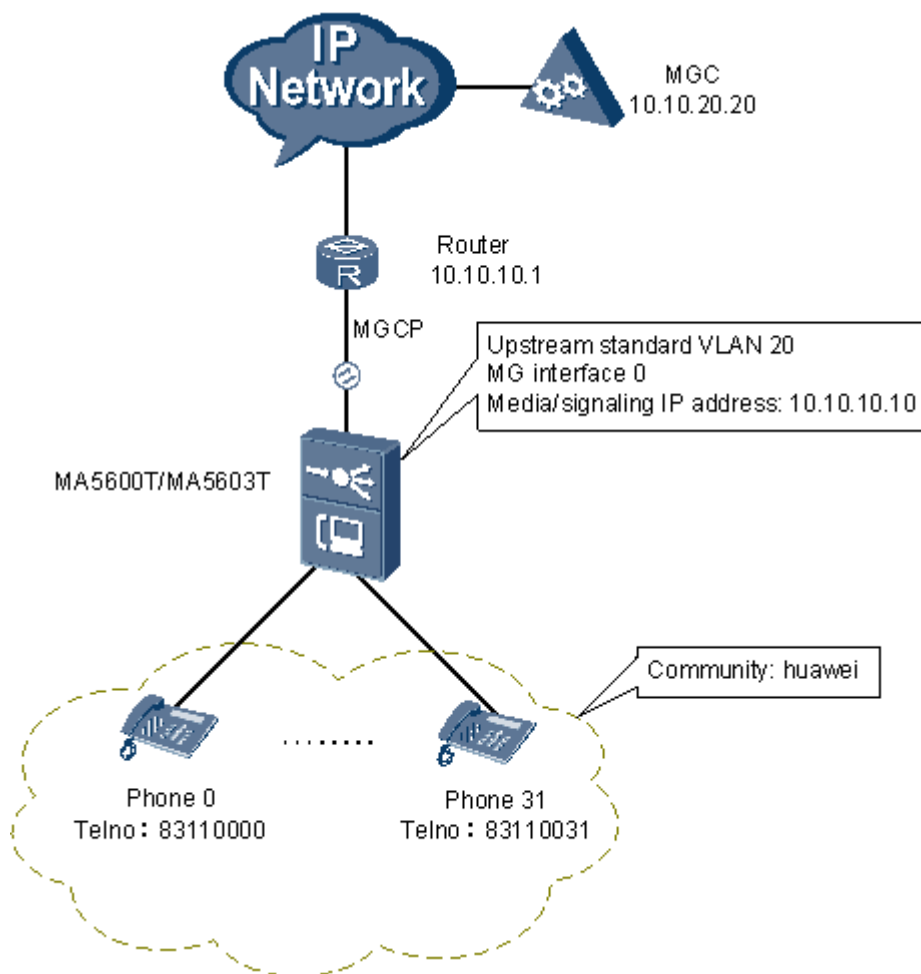 IP
Network
MGC
10.10.20.20
Router
10.10.10.1
R
MGCP
Upstream standard VLAN 20
MG interface 0
Media/signaling IP address: 10.10.10.10
MA5600T/MA5603T
Community: huawei
........
Phone 0
Telno：83110000
Phone 31
Telno：83110031